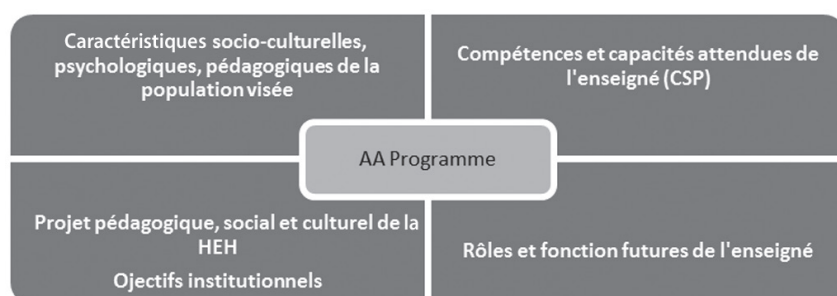 Caractéristiques socio-culturelles,
psychologiques, pédagogiques de la
population visée
Compétences et capacités attendues de
l'enseigné (CSP)
AA Programme
Projet pédagogique, social et culturel de la
HEH
Ojectifs institutionnels
Rôles et fonction futures de l'enseigné